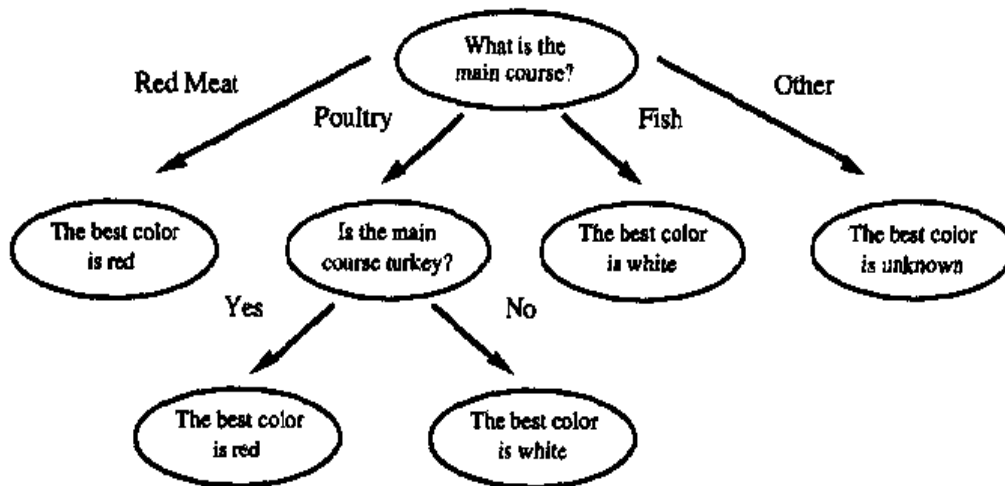 What is the
main course?
Red Meat
Poultry
Fish
Other
The best color
is red
Is the main
course turkey?
The best color
is white
The best color
is unknown
Yes
No
The best color
is red
The best color
is white